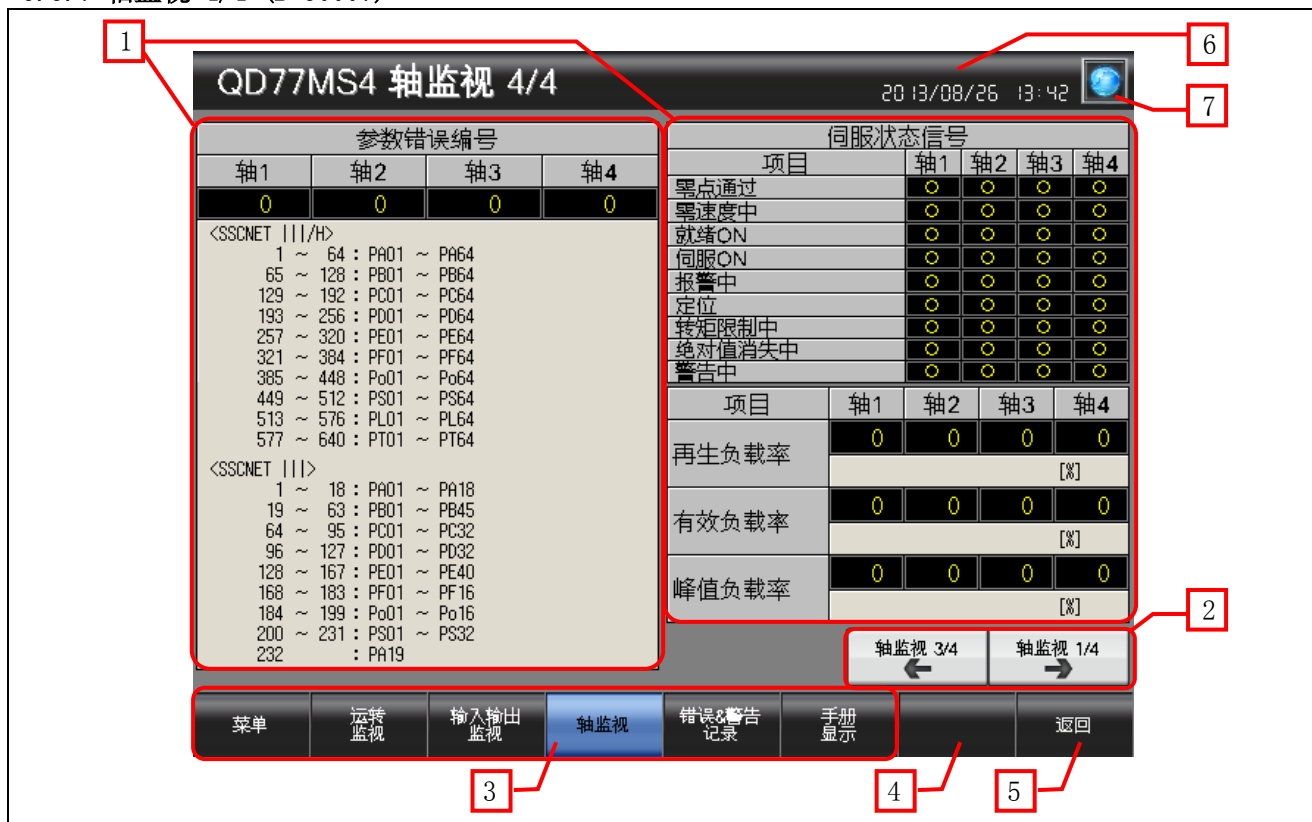 1
6
7
QD77MS4 轴监视 4/4
2013/08/26 13:42
参数错误编号
轴1 轴2 轴3 轴4
0 0 0 0
<SSCNET |||/H>
1 ~ 64 : PA01 ~ PA64
65 ~ 128 : PB01 ~ PB64
129 ~ 192 : PC01 ~ PC64
193 ~ 256 : PD01 ~ PD64
257 ~ 320 : PE01 ~ PE64
321 ~ 384 : PF01 ~ PF64
385 ~ 448 : Po01 ~ Po64
449 ~ 512 : PS01 ~ PS64
513 ~ 576 : PL01 ~ PL64
577 ~ 640 : PT01 ~ PT64
<SSCNET |||>
1 ~ 18 : PA01 ~ PA18
19 ~ 63 : PB01 ~ PB45
64 ~ 95 : PC01 ~ PC32
96 ~ 127 : PD01 ~ PD32
128 ~ 167 : PE01 ~ PE40
168 ~ 183 : PF01 ~ PF16
184 ~ 199 : Po01 ~ Po16
200 ~ 231 : PS01 ~ PS32
232 : PA19
伺服状态信号
项目 轴1 轴2 轴3 轴4
零点通过 ○ ○ ○ ○
零速度中 ○ ○ ○ ○
就绪ON ○ ○ ○ ○
伺服ON ○ ○ ○ ○
报警中 ○ ○ ○ ○
定位 ○ ○ ○ ○
转矩限制中 ○ ○ ○ ○
绝对值消失中 ○ ○ ○ ○
警告中 ○ ○ ○ ○
项目 轴1 轴2 轴3 轴4
再生负载率 0 0 0 0
[%]
有效负载率 0 0 0 0
[%]
峰值负载率 0 0 0 0
[%]
2
轴监视 3/4
轴监视 1/4
菜单
运转
监视
输入输出
监视
轴监视
错误&警告
记录
手册
显示
返回
3
4
5